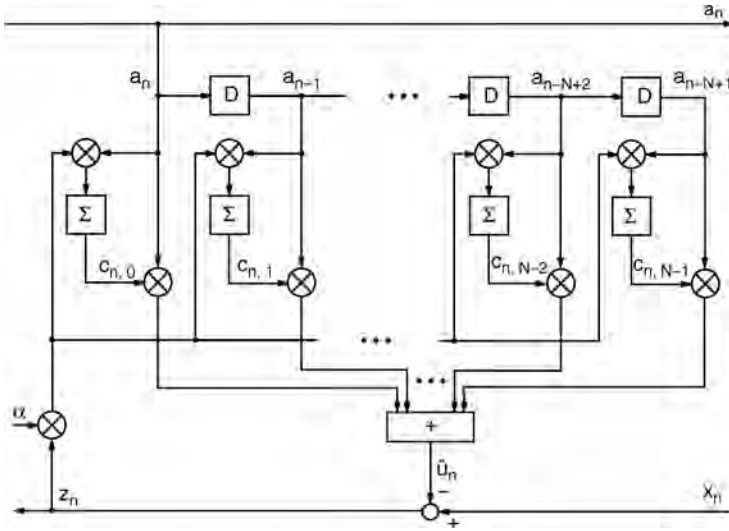 aₙ
aₙ D aₙ₋₁ ••• D aₙ₋N₊₂ D aₙ₋N₊₁
Σ Σ Σ Σ
cₙ, ₀ cₙ, ₁ cₙ, N₋₂ cₙ, N₋₁
•••
•••
α
+
ûₙ
zₙ − xₙ
+